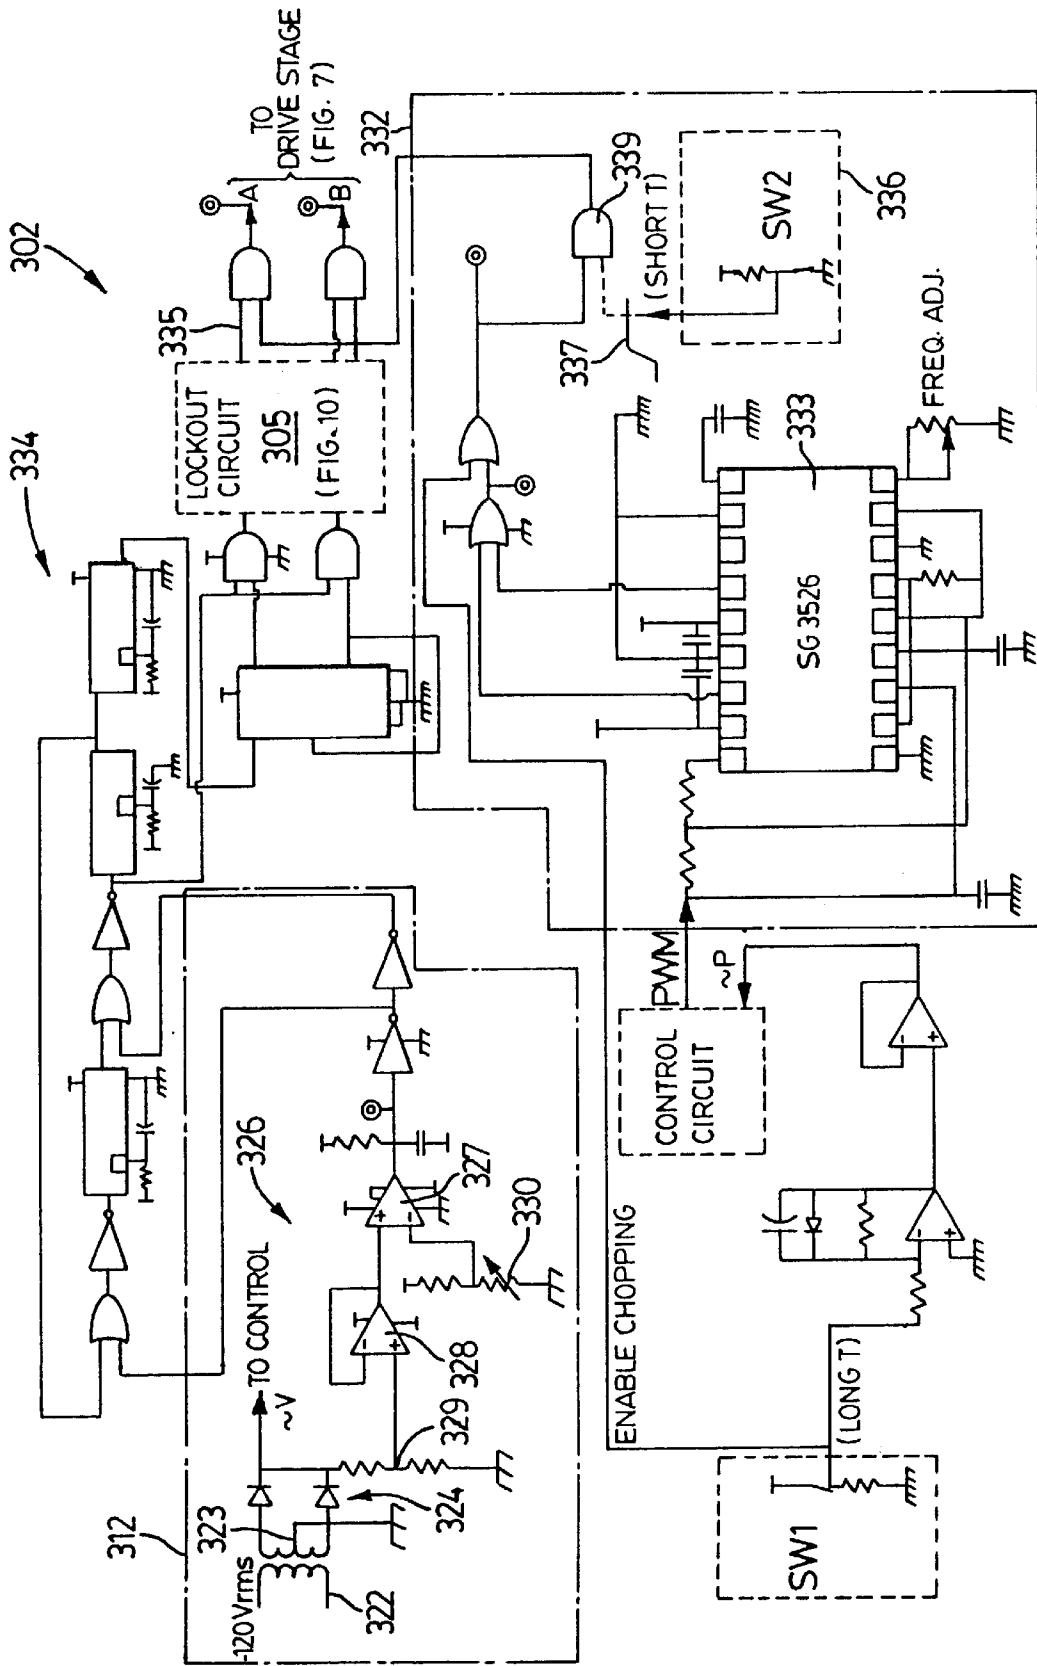 302
334
335
TO
DRIVE STAGE
(FIG. 7)
A
B
LOCKOUT
CIRCUIT
305
(FIG. 10)
332
339
(SHORT T)
337
SW2
336
FREQ. ADJ.
333
SG 3526
312
~120Vrms
322
323
324
TO CONTROL
~V
326
329
328
327
330
-
+
+
-
ENABLE CHOPPING
PWM
~P
CONTROL
CIRCUIT
-
+
-
+
(LONG T)
SW1